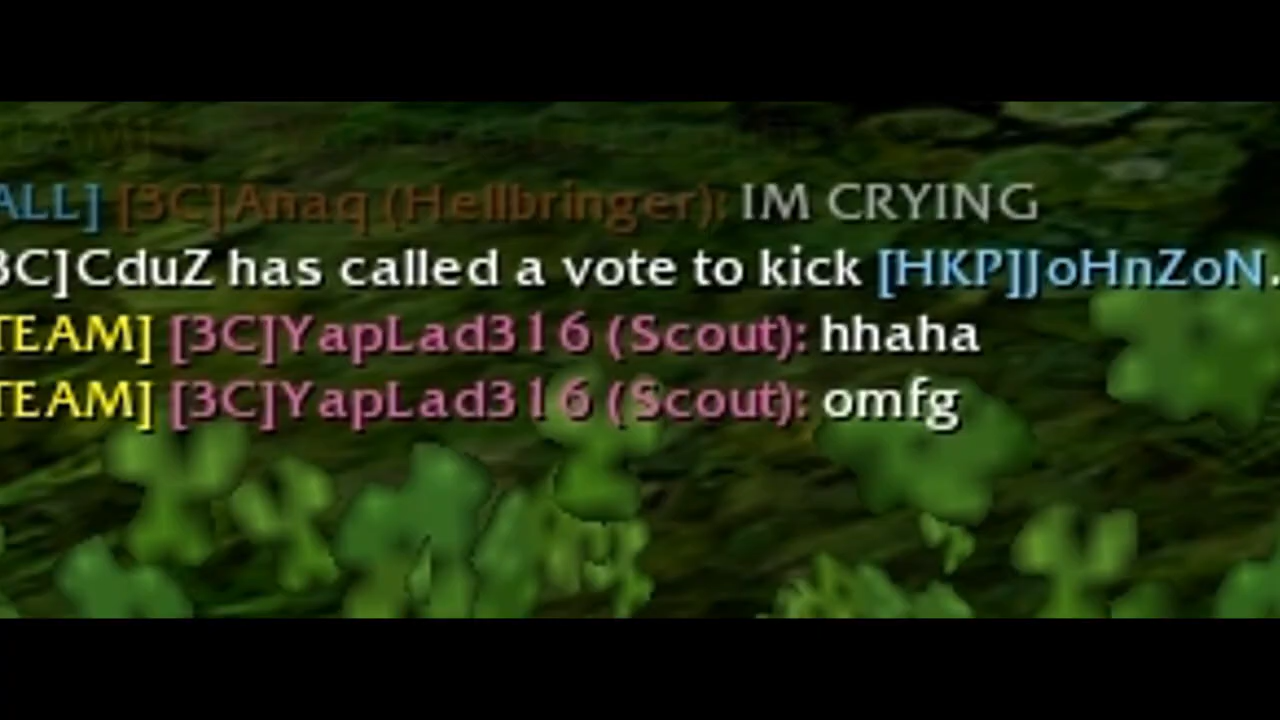 ALL] [3C]Anaq (Hellbringer): IM CRYING
3C]CduZ has called a vote to kick [HKP]JoHnZoN.
TEAM] [3C]YapLad316 (Scout): hhaha
TEAM] [3C]YapLad316 (Scout): omfg